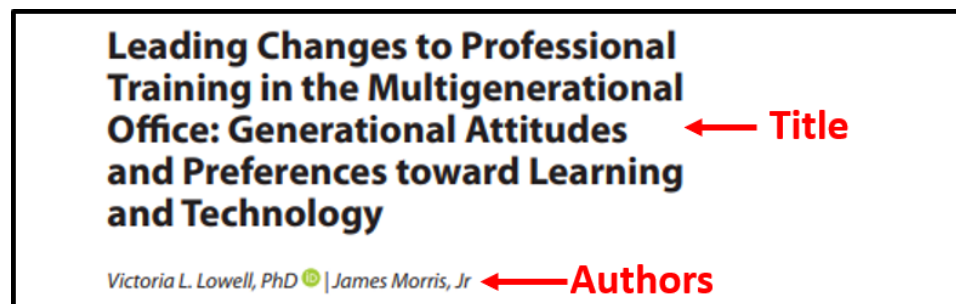 Leading Changes to Professional
Training in the Multigenerational
Office: Generational Attitudes
and Preferences toward Learning
and Technology
Title
Victoria L. Lowell, PhD iD | James Morris, Jr
Authors